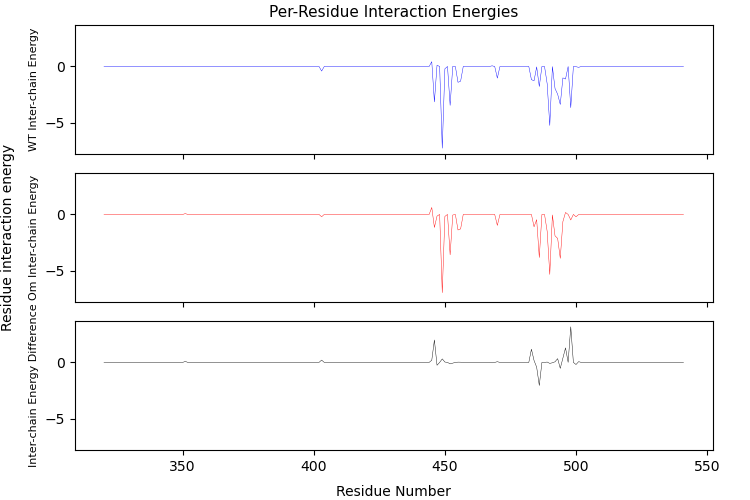 Per-Residue Interaction Energies
Residue interaction energy
WT Inter-chain Energy
0
−5
Om Inter-chain Energy
0
−5
Inter-chain Energy Difference
0
−5
350
400
450
500
550
Residue Number